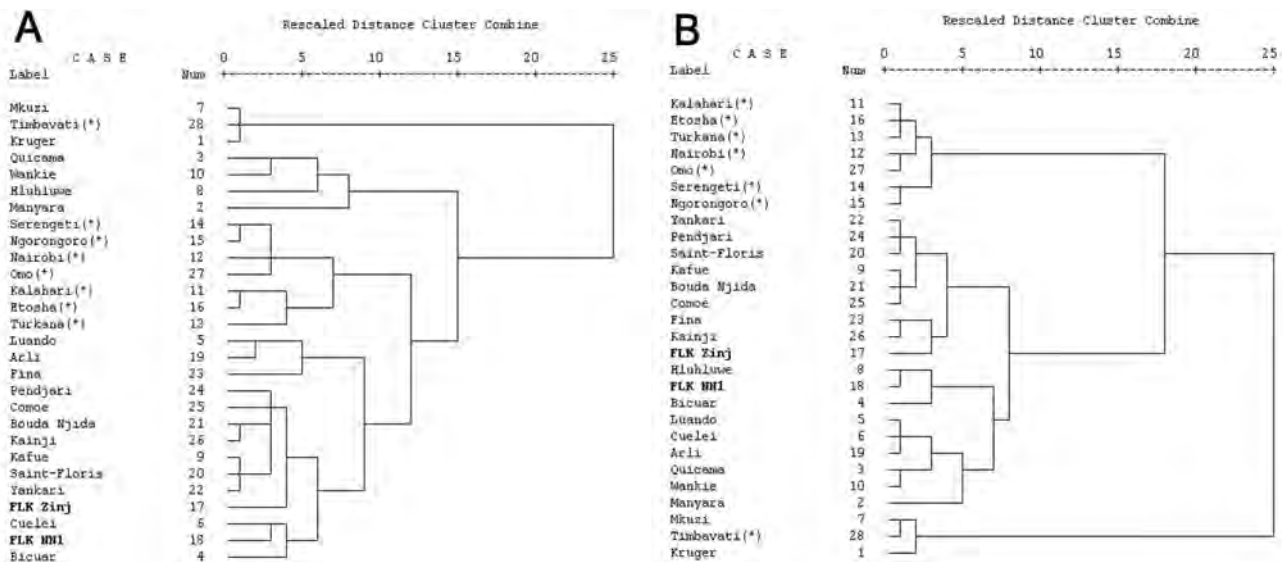 A
Rescaled Distance Cluster Combine
C A S E
0 5 10 15 20 25
Label Num
Mkuzi 7
Timbavati(*) 28
Kruger 1
Quicama 3
Wankie 10
Hluhluwe 8
Manyara 2
Serengeti(*) 14
Ngorongoro(*) 15
Nairobi(*) 12
Omo(*) 27
Kalahari(*) 11
Etosha(*) 16
Turkana(*) 13
Luando 5
Arli 19
Fina 23
Pendjari 24
Comoe 25
Bouda Njida 21
Kainji 26
Kafue 9
Saint-Floris 20
Yankari 22
FLK Zinj 17
Cuelei 6
FLK NN1 18
Bicuar 4
B
Rescaled Distance Cluster Combine
C A S E
0 5 10 15 20 25
Label Num
Kalahari(*) 11
Etosha(*) 16
Turkana(*) 13
Nairobi(*) 12
Omo(*) 27
Serengeti(*) 14
Ngorongoro(*) 15
Yankari 22
Pendjari 24
Saint-Floris 20
Kafue 9
Bouda Njida 21
Comoe 25
Fina 23
Kainji 26
FLK Zinj 17
Hluhluwe 8
FLK NN1 18
Bicuar 4
Luando 5
Cuelei 6
Arli 19
Quicama 3
Wankie 10
Manyara 2
Mkuzi 7
Timbavati(*) 28
Kruger 1